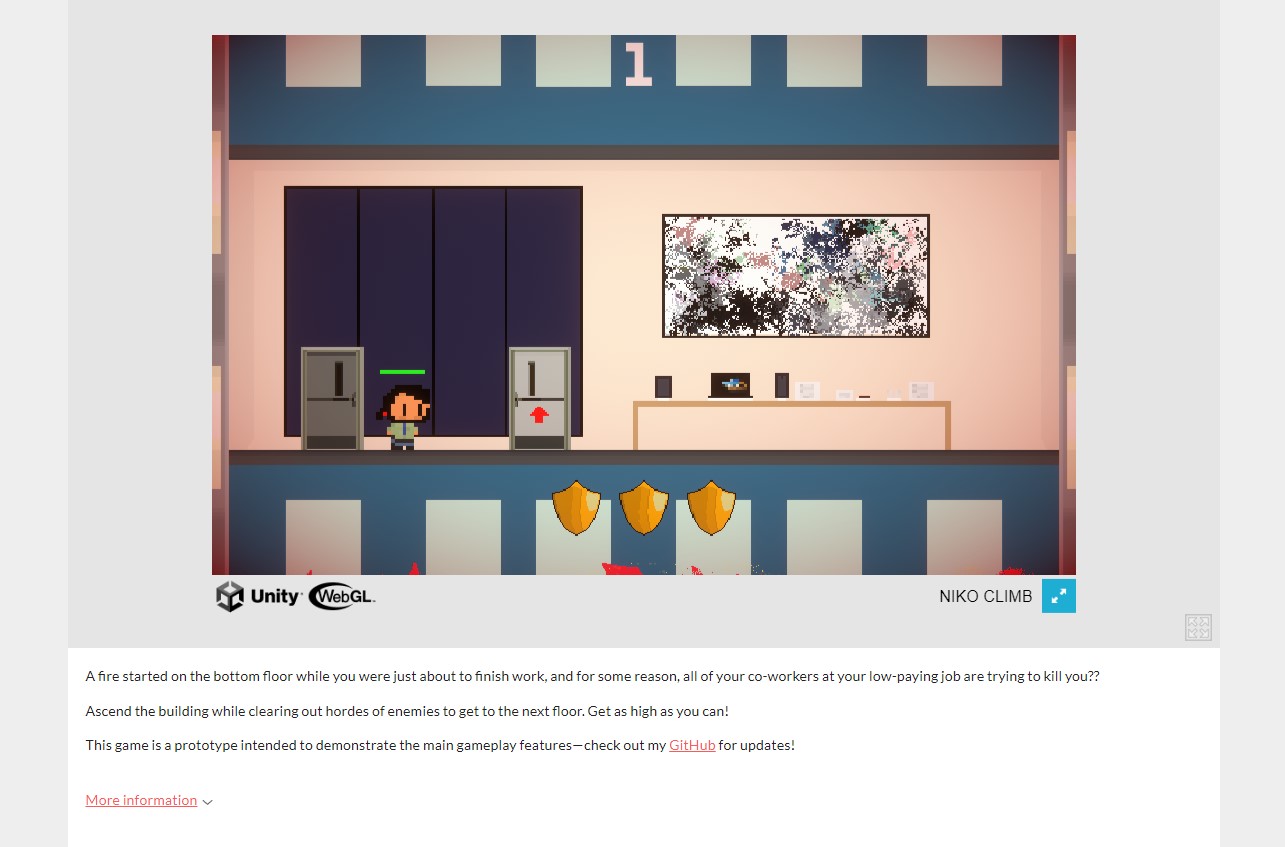 1
Unity WebGL.
NIKO CLIMB
A fire started on the bottom floor while you were just about to finish work, and for some reason, all of your co-workers at your low-paying job are trying to kill you??
Ascend the building while clearing out hordes of enemies to get to the next floor. Get as high as you can!
This game is a prototype intended to demonstrate the main gameplay features—check out my GitHub for updates!
More information